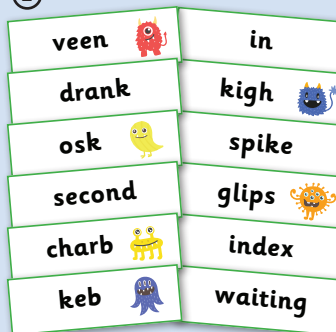 veen
drank
osk
second
charb
keb
in
kigh
spike
glips
index
waiting